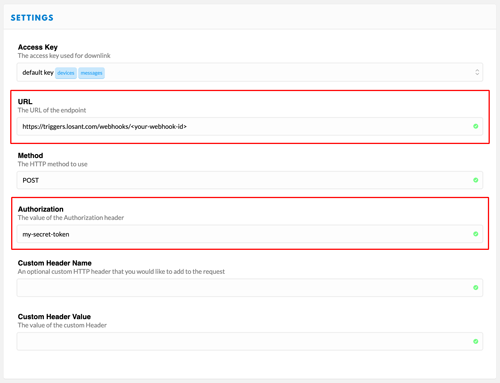 SETTINGS
Access Key
The access key used for downlink
default key devices messages
URL
The URL of the endpoint
https://triggers.losant.com/webhooks/<your-webhook-id>
Method
The HTTP method to use
POST
Authorization
The value of the Authorization header
my-secret-token
Custom Header Name
An optional custom HTTP header that you would like to add to the request
Custom Header Value
The value of the custom Header